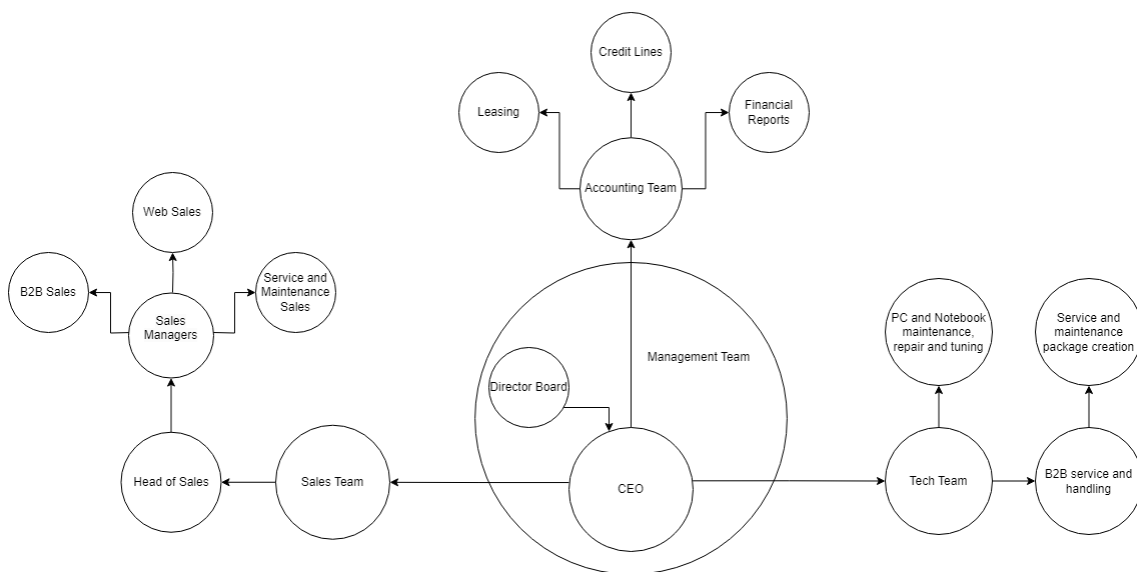 Credit Lines
Leasing
Financial
Reports
Accounting Team
Web Sales
B2B Sales
Service and
Maintenance
Sales
Sales
Managers
Management Team
Director Board
PC and Notebook
maintenance,
repair and tuning
Service and
maintenance
package creation
Head of Sales
Sales Team
CEO
Tech Team
B2B service and
handling